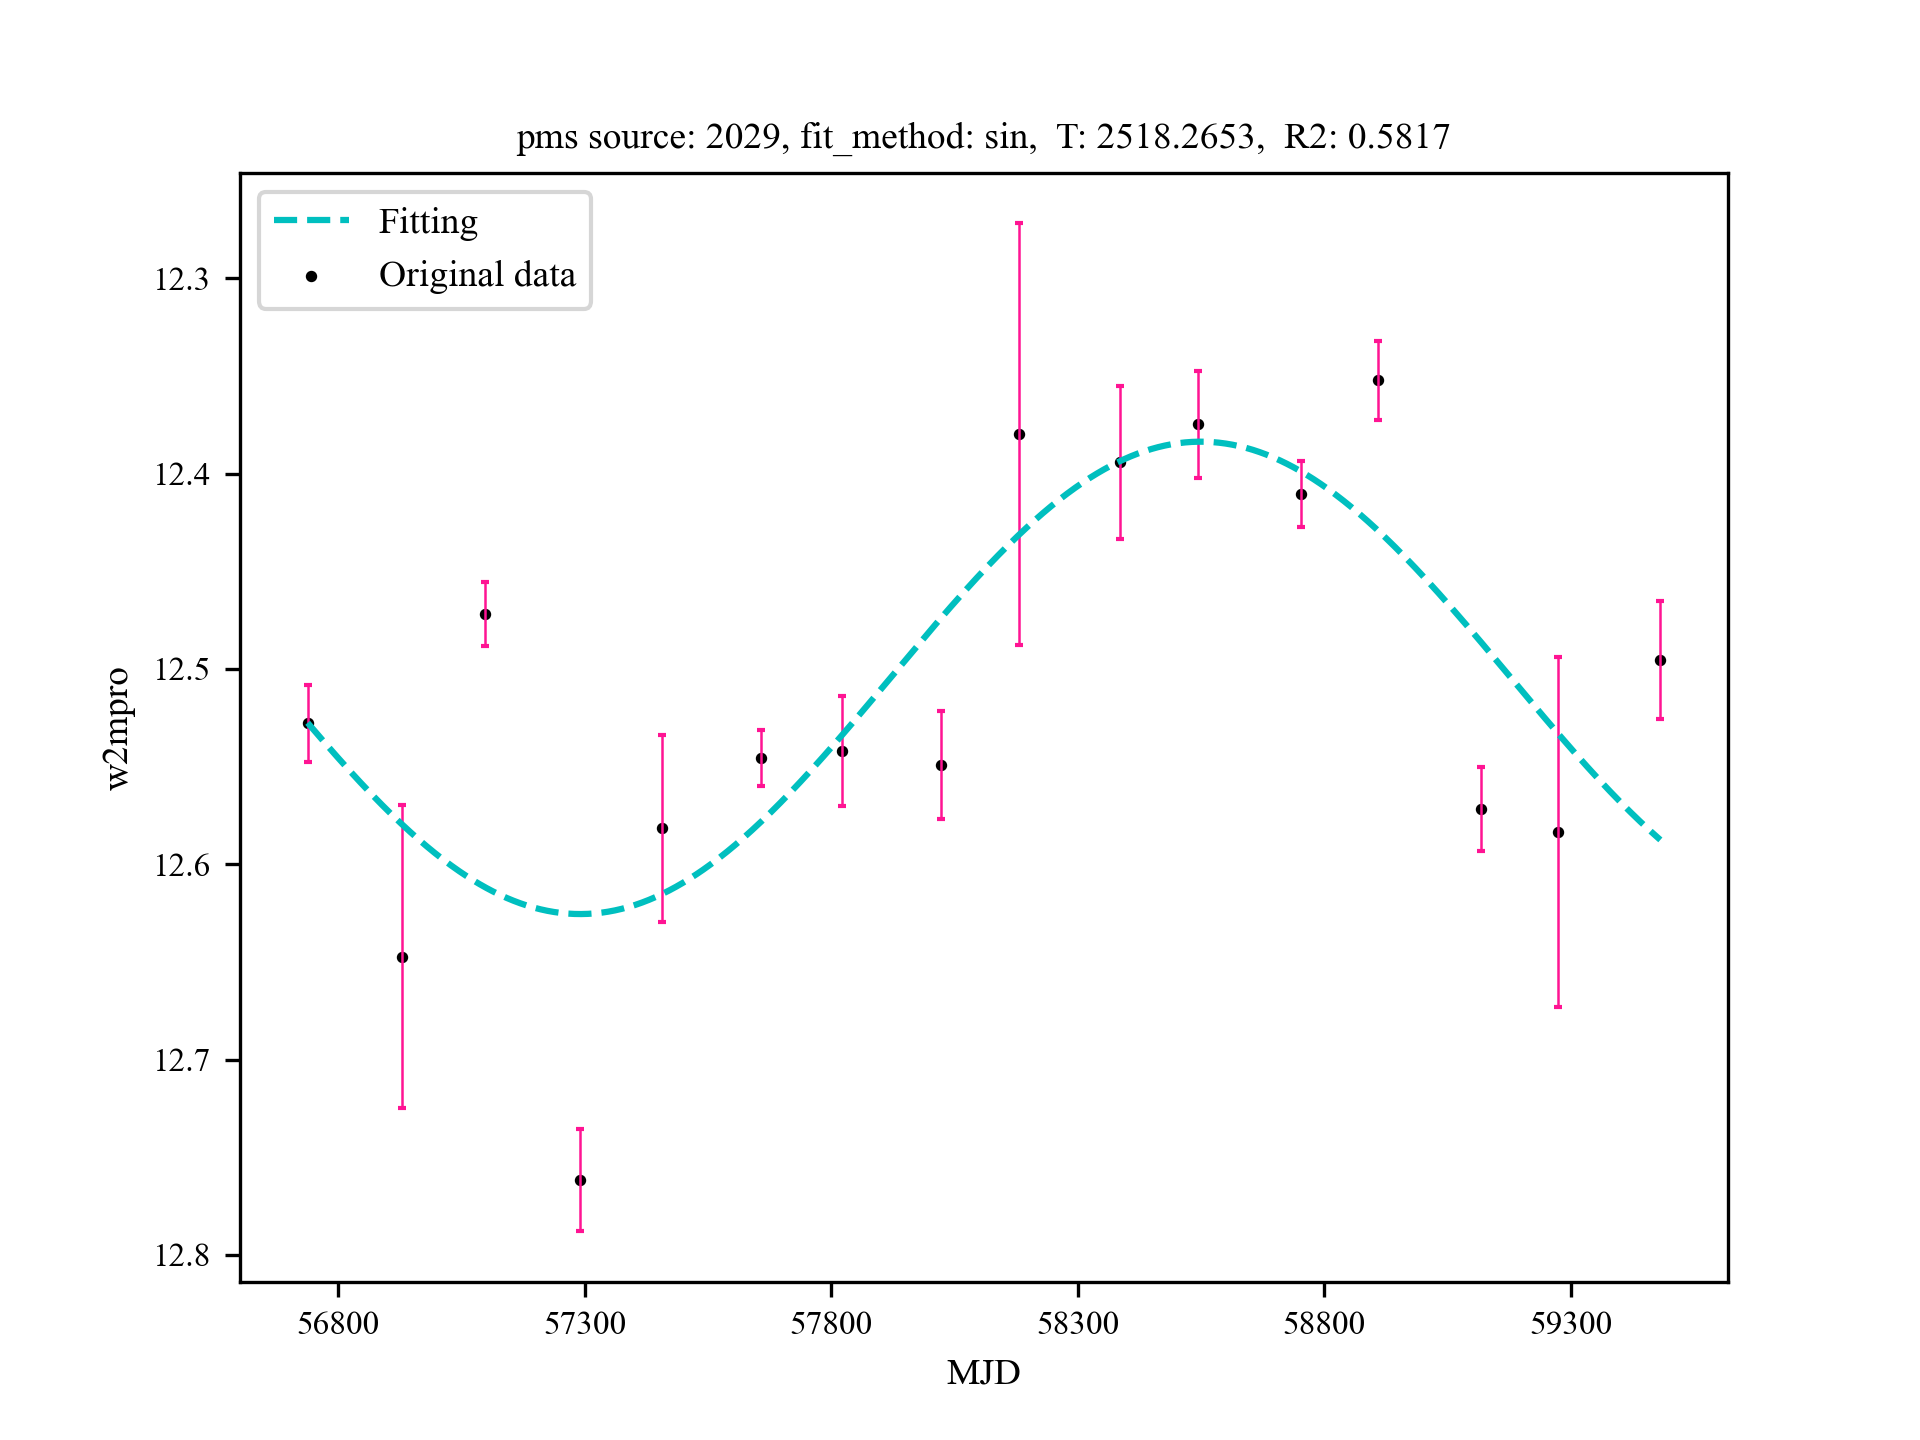 pms source: 2029, fit_method: sin,  T: 2518.2653,  R2: 0.5817
Fitting
Original data
12.3
12.4
12.5
12.6
12.7
12.8
w2mpro
56800 57300 57800 58300 58800 59300
MJD